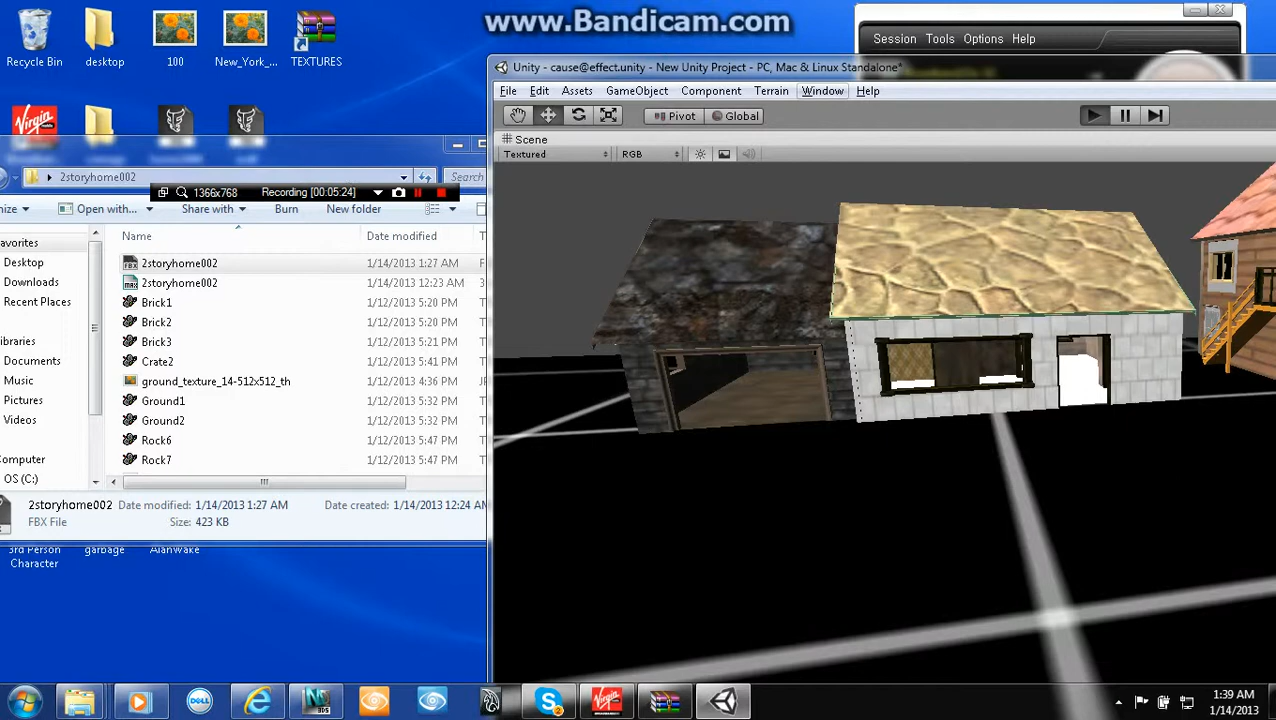 www.Bandicam.com
Recycle Bin
desktop
100
New_York_...
TEXTURES
Session Tools Options Help
Unity - cause@effect.unity - New Unity Project - PC, Mac & Linux Standalone*
File Edit Assets GameObject Component Terrain Window Help
Pivot Global
Scene
Textured RGB
2storyhome002
Search
1366x768 Recording [00:05:24]
nize Open with... Share with Burn New folder
Name Date modified
avorites
Desktop
Downloads
Recent Places
ibraries
Documents
Music
Pictures
Videos
omputer
OS (C:)
2storyhome002 1/14/2013 1:27 AM F
2storyhome002 1/14/2013 12:23 AM 3
Brick1 1/12/2013 5:20 PM T
Brick2 1/12/2013 5:20 PM T
Brick3 1/12/2013 5:20 PM T
Crate2 1/12/2013 5:41 PM T
ground_texture_14-512x512_th 1/12/2013 4:36 PM JP
Ground1 1/12/2013 5:41 PM T
Ground2 1/12/2013 5:41 PM T
Rock6 1/12/2013 5:47 PM T
Rock7 1/12/2013 5:47 PM T
2storyhome002 Date modified: 1/14/2013 1:27 AM Date created: 1/14/2013 12:24 AM
FBX File Size: 423 KB
3rd Person Character
garbage
AlanWake
Virgin
DELL
1:39 AM
1/14/2013